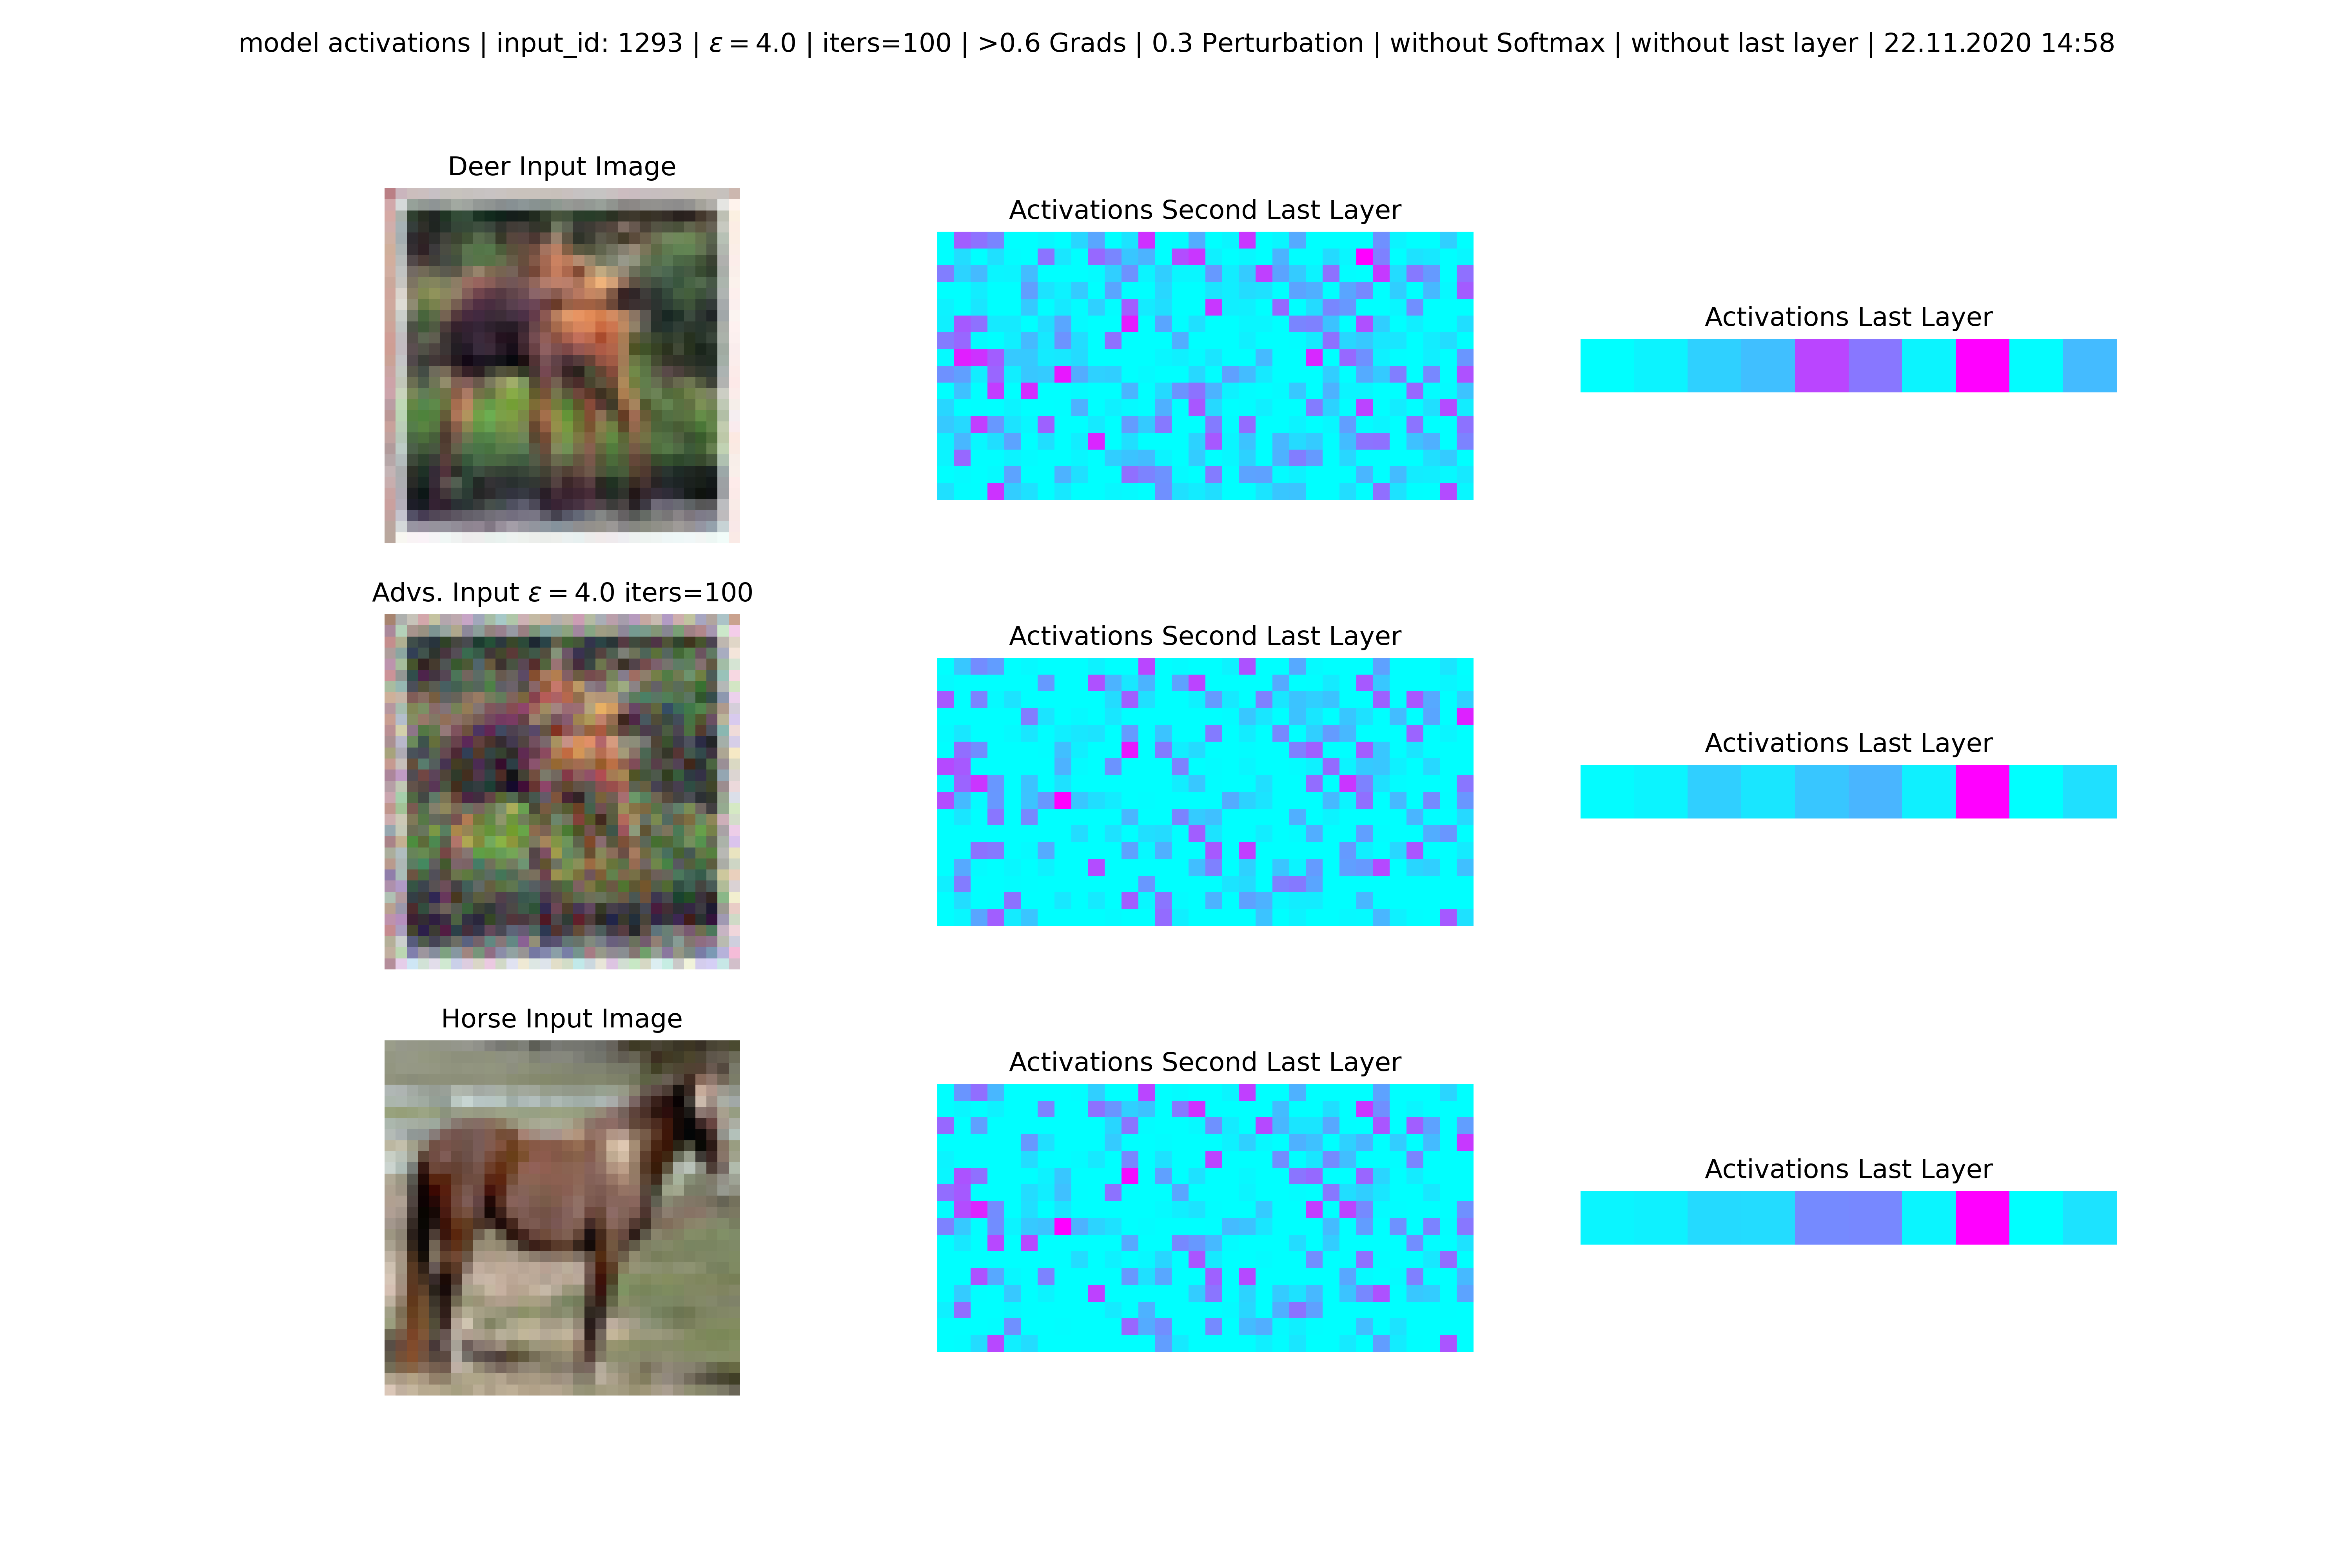 model activations | input_id: 1293 | ε = 4.0 | iters=100 | >0.6 Grads | 0.3 Perturbation | without Softmax | without last layer | 22.11.2020 14:58
Deer Input Image
Activations Second Last Layer
Activations Last Layer
Advs. Input ε = 4.0 iters=100
Activations Second Last Layer
Activations Last Layer
Horse Input Image
Activations Second Last Layer
Activations Last Layer